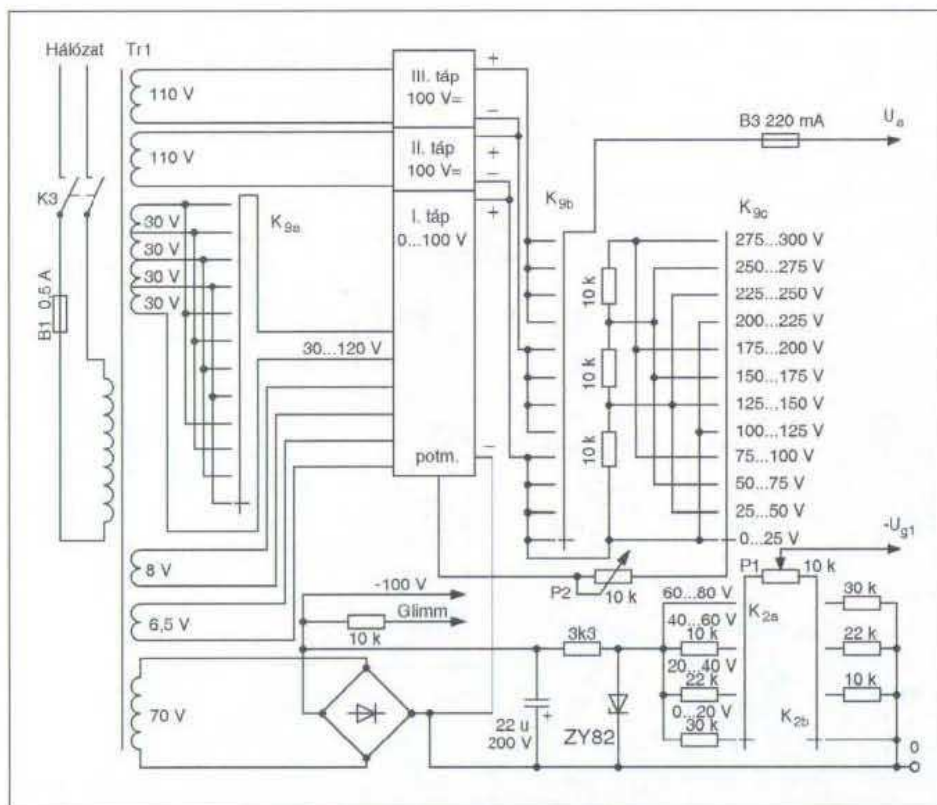 Hálózat
Tr1
110 V
110 V
K3
30 V
30 V
30 V
30 V
K9a
B1 0,5 A
30...120 V
III. táp
100 V=
II. táp
100 V=
I. táp
0...100 V
potm.
+
−
+
−
+
−
B3 220 mA
Ua
K9b
K9c
10 k
10 k
10 k
275...300 V
250...275 V
225...250 V
200...225 V
175...200 V
150...175 V
125...150 V
100...125 V
75...100 V
50...75 V
25...50 V
0...25 V
-Ug1
P1
10 k
P2
10 k
8 V
6,5 V
70 V
-100 V
Glimm
10 k
22 u
200 V
+
3k3
ZY82
60...80 V
40...60 V
10 k
20...40 V
22 k
0...20 V
30 k
K2a
K2b
30 k
22 k
10 k
0